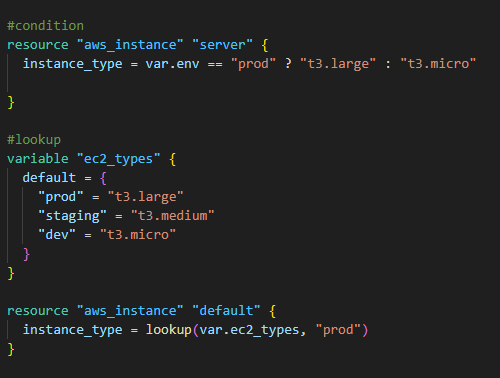 #condition
resource "aws_instance" "server" {
  instance_type = var.env == "prod" ? "t3.large" : "t3.micro"
}
#lookup
variable "ec2_types" {
  default = {
    "prod" = "t3.large"
    "staging" = "t3.medium"
    "dev" = "t3.micro"
  }
}
resource "aws_instance" "default" {
  instance_type = lookup(var.ec2_types, "prod")
}